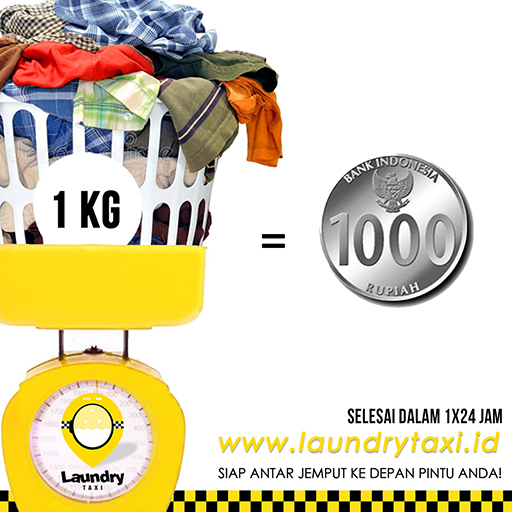 1 KG
=
BANK INDONESIA
1000
RUPIAH
Laundry
TAXI
SELESAI DALAM 1X24 JAM
www.laundrytaxi.id
SIAP ANTAR JEMPUT KE DEPAN PINTU ANDA!